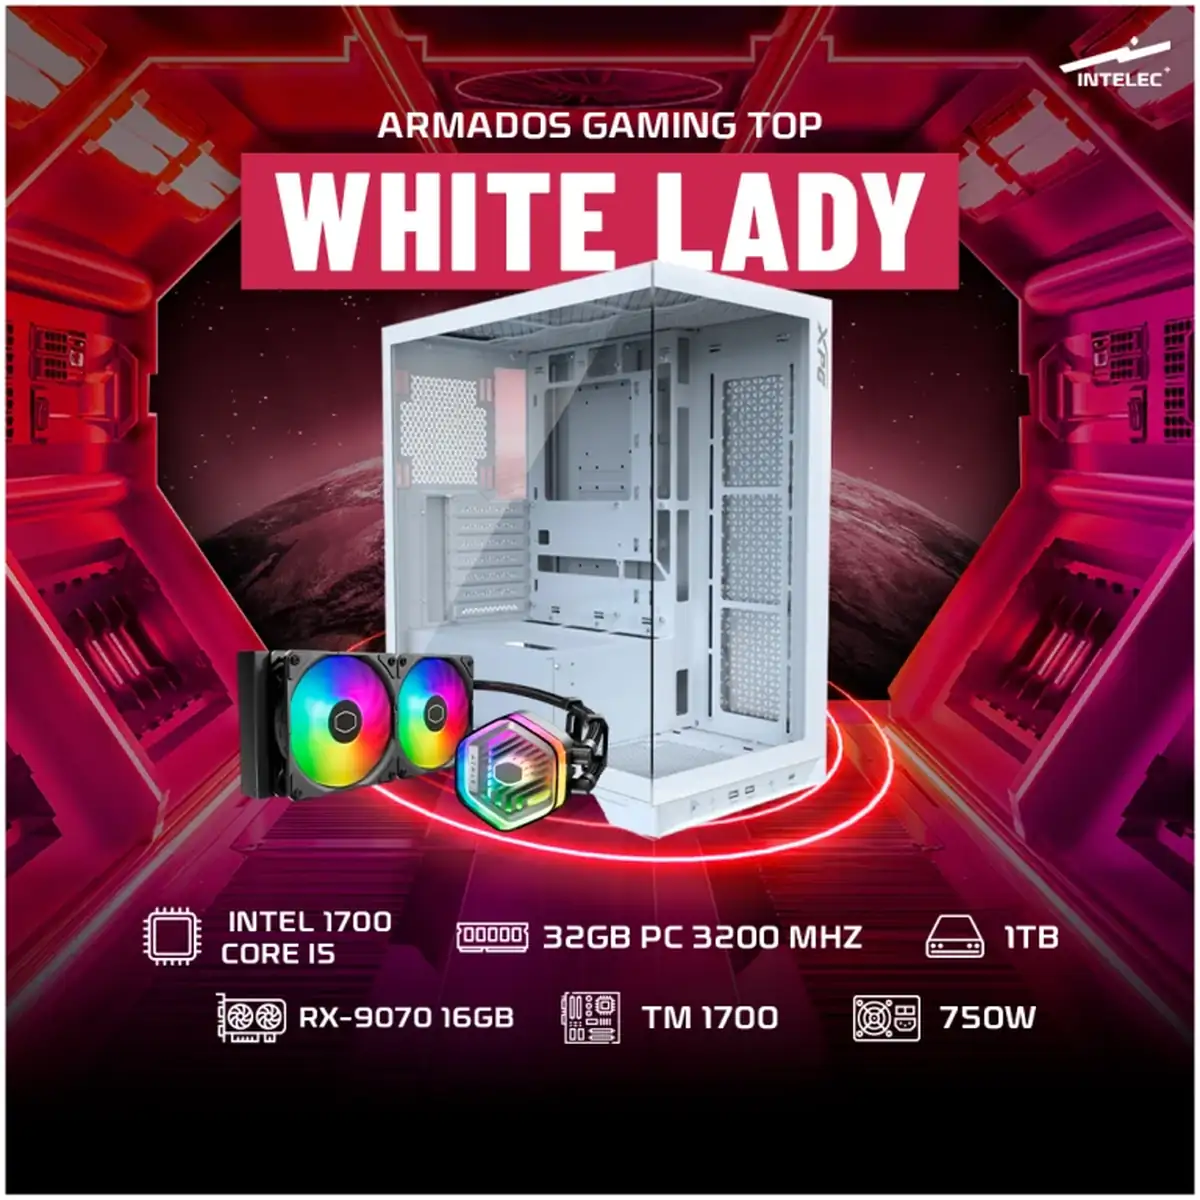 INTELEC+
ARMADOS GAMING TOP
WHITE LADY
XPG
INTEL 1700
CORE I5
32GB PC 3200 MHZ
1TB
RX-9070 16GB
TM 1700
750W